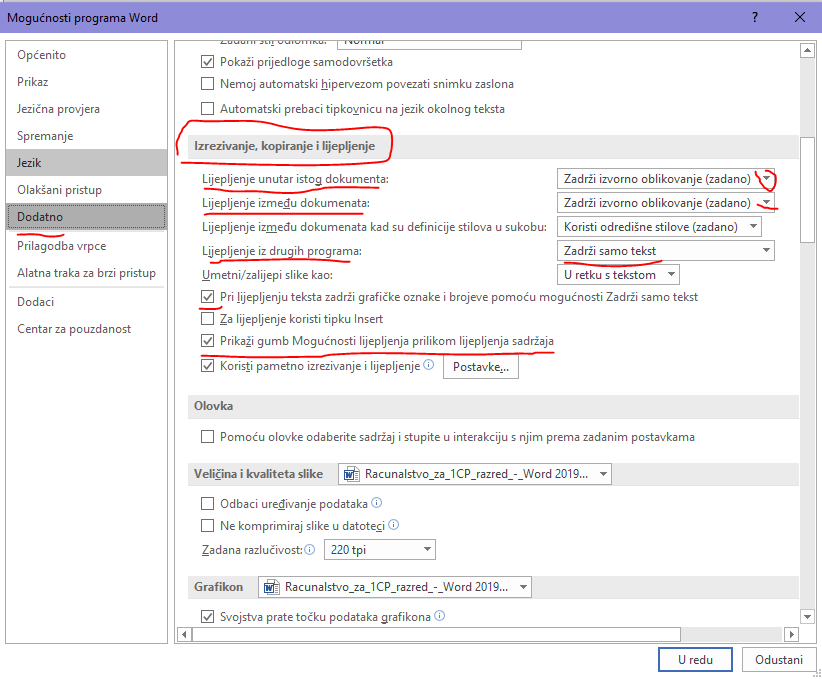 Mogućnosti programa Word
?
Općenito
Prikaz
Jezična provjera
Spremanje
Jezik
Olakšani pristup
Dodatno
Prilagodba vrpce
Alatna traka za brzi pristup
Dodaci
Centar za pouzdanost
Zadani stil odlomka: Normal
Pokaži prijedloge samodovršetka
Nemoj automatski hipervezom povezati snimku zaslona
Automatski prebaci tipkovnicu na jezik okolnog teksta
Izrezivanje, kopiranje i lijepljenje
Lijepljenje unutar istog dokumenta: Zadrži izvorno oblikovanje (zadano)
Lijepljenje između dokumenata: Zadrži izvorno oblikovanje (zadano)
Lijepljenje između dokumenata kad su definicije stilova u sukobu: Koristi odredišne stilove (zadano)
Lijepljenje iz drugih programa: Zadrži samo tekst
Umetni/zalijepi slike kao: U retku s tekstom
Pri lijepljenju teksta zadrži grafičke oznake i brojeve pomoću mogućnosti Zadrži samo tekst
Za lijepljenje koristi tipku Insert
Prikaži gumb Mogućnosti lijepljenja prilikom lijepljenja sadržaja
Koristi pametno izrezivanje i lijepljenje Postavke...
Olovka
Pomoću olovke odaberite sadržaj i stupite u interakciju s njim prema zadanim postavkama
Veličina i kvaliteta slike Racunalstvo_za_1CP_razred_-_Word 2019...
Odbaci uređivanje podataka
Ne komprimiraj slike u datoteci
Zadana razlučivost: 220 tpi
Grafikon Racunalstvo_za_1CP_razred_-_Word 2019...
Svojstva prate točku podataka grafikona
U redu Odustani